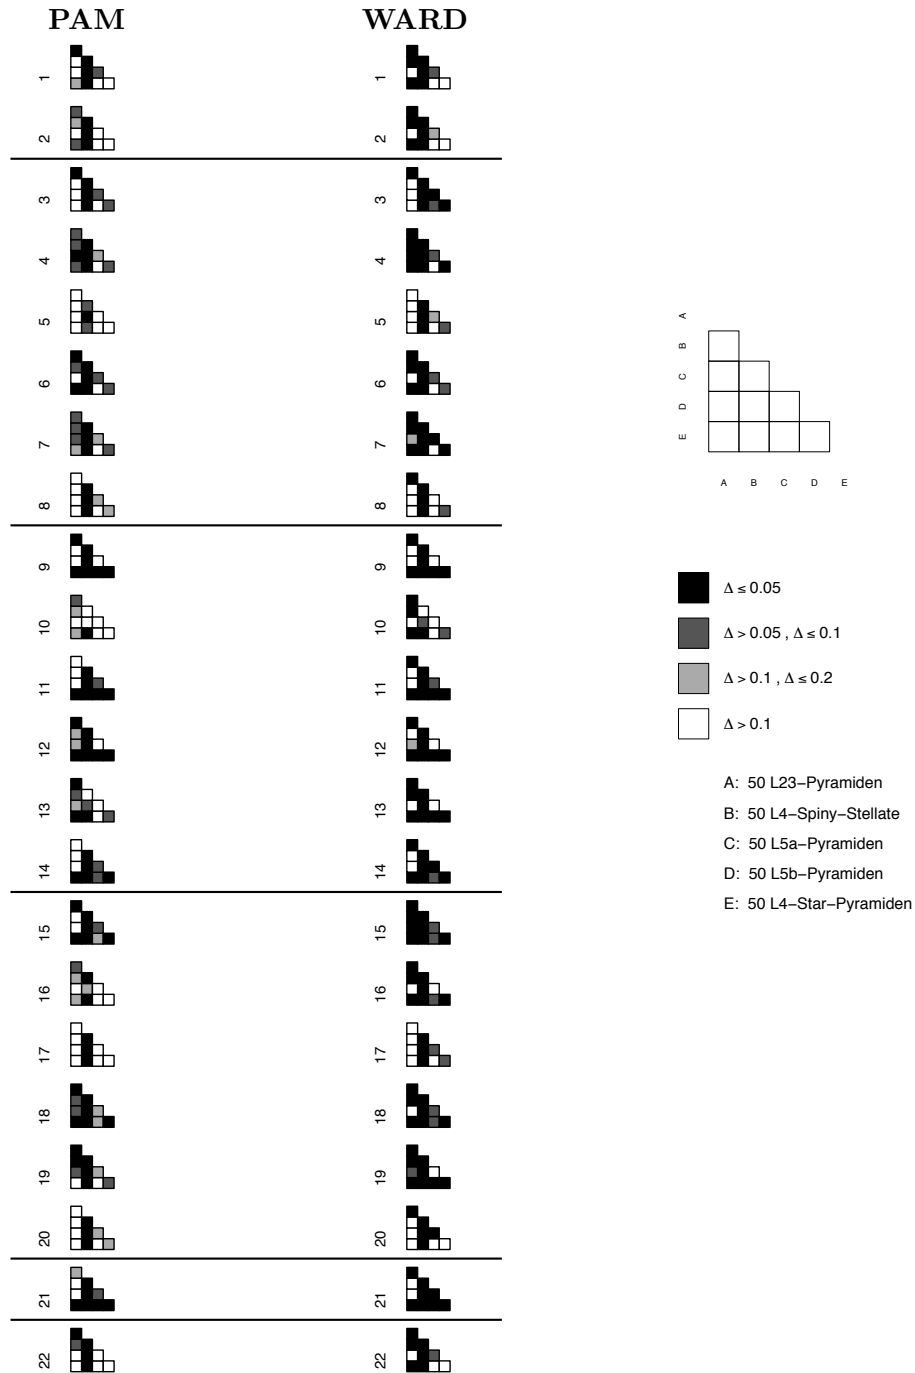 PAM WARD
1 1
2 2
3 3
4 4
5 5
6 6
7 7
8 8
9 9
10 10
11 11
12 12
13 13
14 14
15 15
16 16
17 17
18 18
19 19
20 20
21 21
22 22
A
B
C
D
E
A B C D E
Δ ≤ 0.05
Δ > 0.05 , Δ ≤ 0.1
Δ > 0.1 , Δ ≤ 0.2
Δ > 0.1
A: 50 L23−Pyramiden
B: 50 L4−Spiny−Stellate
C: 50 L5a−Pyramiden
D: 50 L5b−Pyramiden
E: 50 L4−Star−Pyramiden